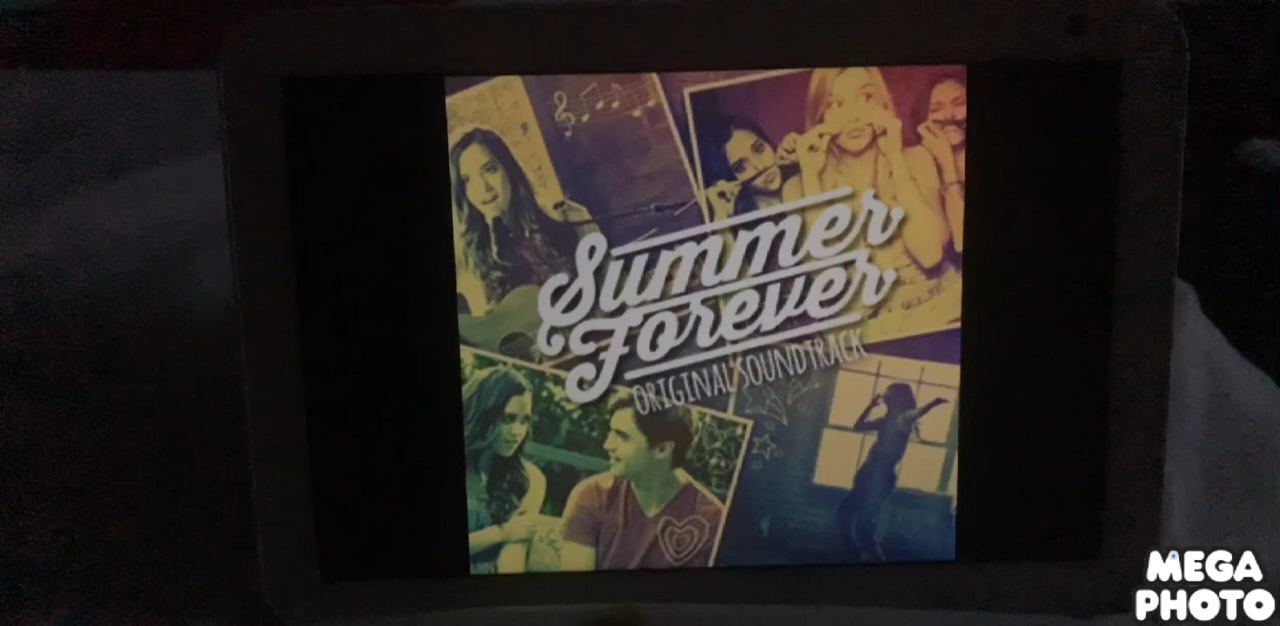 Summer
Forever
ORIGINAL SOUNDTRACK
MEGA
PHOTO